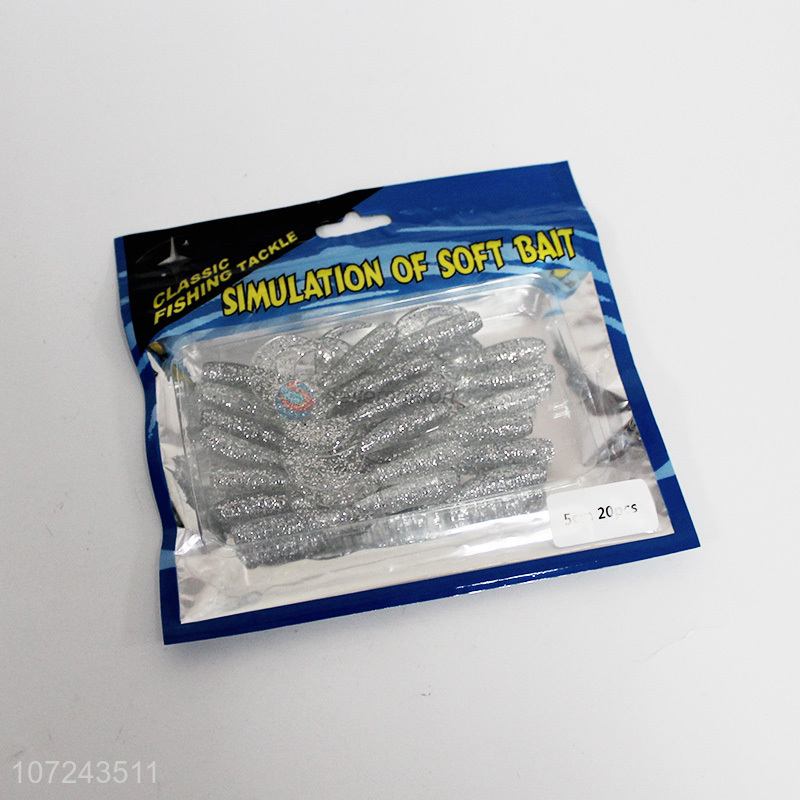 CLASSIC
FISHING TACKLE
SIMULATION OF SOFT BAIT
5cm 20pcs
107243511